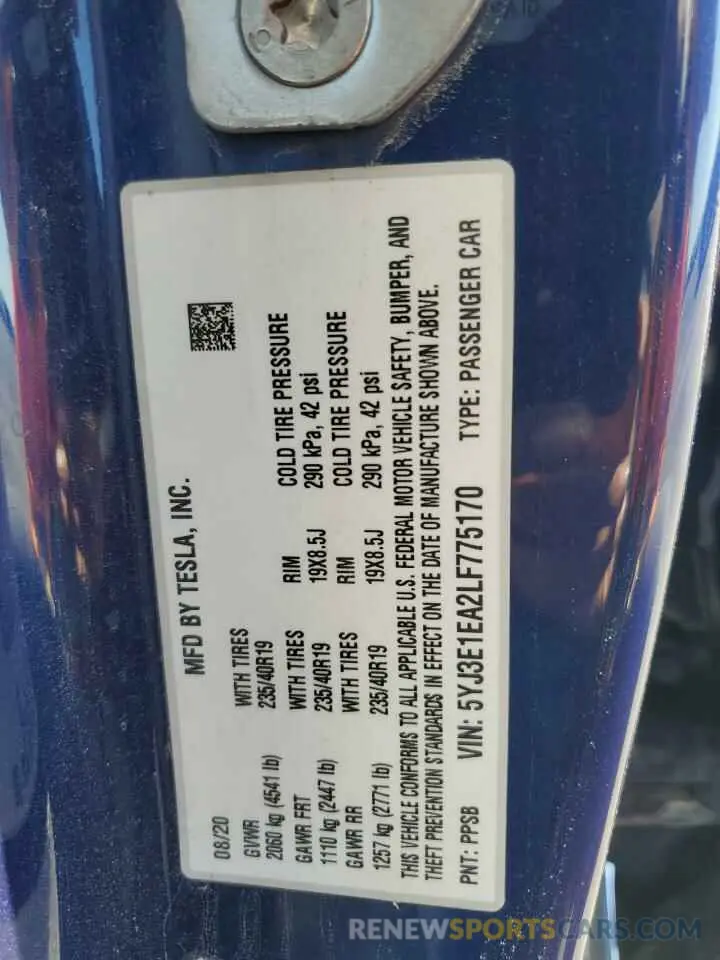 MFD BY TESLA, INC.
08/20
GVWR WITH TIRES RIM COLD TIRE PRESSURE
2060 kg (4541 lb) 235/40R19 19X8.5J 290 kPa, 42 psi
GAWR FRT WITH TIRES RIM COLD TIRE PRESSURE
1110 kg (2447 lb) 235/40R19 19X8.5J 290 kPa, 42 psi
GAWR RR WITH TIRES
1257 kg (2771 lb) 235/40R19
THIS VEHICLE CONFORMS TO ALL APPLICABLE U.S. FEDERAL MOTOR VEHICLE SAFETY, BUMPER, AND
THEFT PREVENTION STANDARDS IN EFFECT ON THE DATE OF MANUFACTURE SHOWN ABOVE.
PNT: PPSB VIN: 5YJ3E1EA2LF775170 TYPE: PASSENGER CAR
RENEWSPORTSCARS.COM